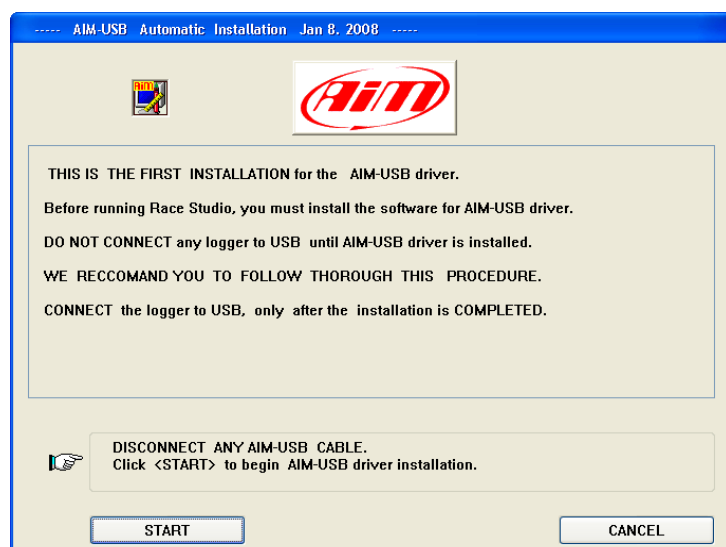 ----- AIM-USB Automatic Installation Jan 8. 2008 -----
AIM
AiM
THIS IS THE FIRST INSTALLATION for the AIM-USB driver.
Before running Race Studio, you must install the software for AIM-USB driver.
DO NOT CONNECT any logger to USB until AIM-USB driver is installed.
WE RECCOMAND YOU TO FOLLOW THOROUGH THIS PROCEDURE.
CONNECT the logger to USB, only after the installation is COMPLETED.
DISCONNECT ANY AIM-USB CABLE.
Click <START> to begin AIM-USB driver installation.
START
CANCEL